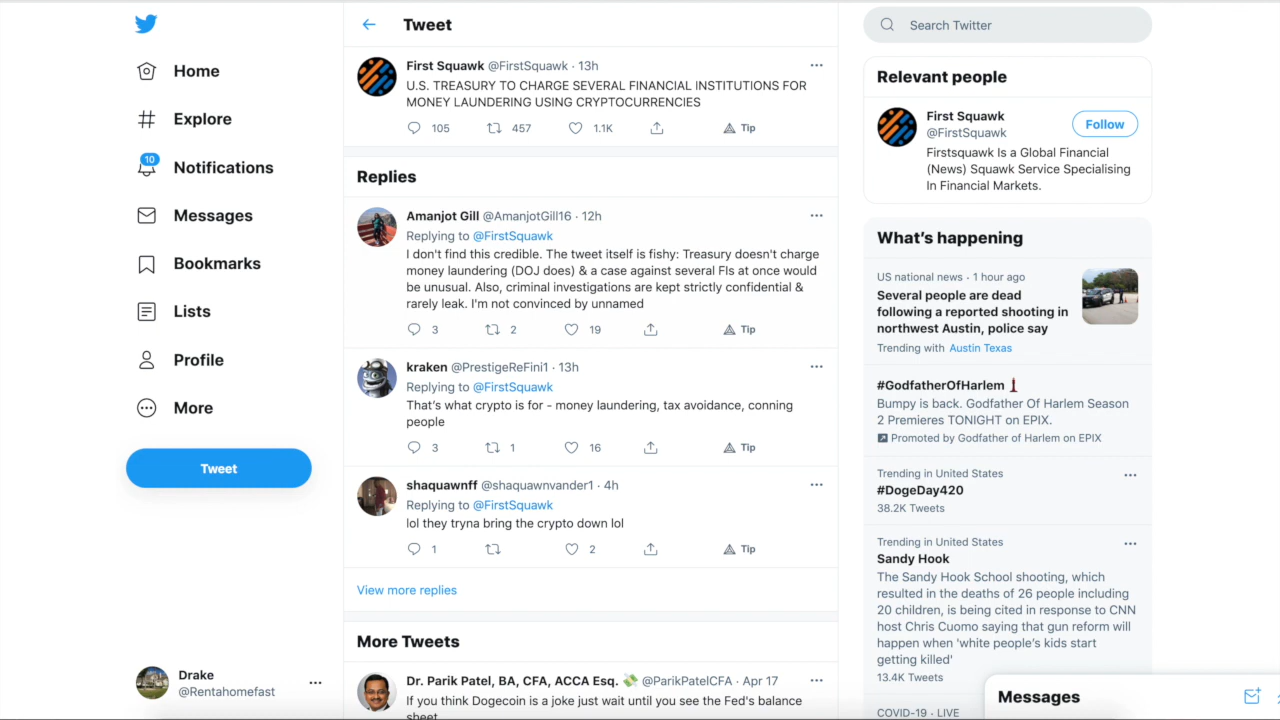 Home
Explore
10
Notifications
Messages
Bookmarks
Lists
Profile
More
Tweet
Drake
@Rentahomefast
Tweet
First Squawk @FirstSquawk · 13h
U.S. TREASURY TO CHARGE SEVERAL FINANCIAL INSTITUTIONS FOR
MONEY LAUNDERING USING CRYPTOCURRENCIES
105 457 1.1K Tip
Replies
Amanjot Gill @AmanjotGill16 · 12h
Replying to @FirstSquawk
I don't find this credible. The tweet itself is fishy: Treasury doesn't charge
money laundering (DOJ does) & a case against several FIs at once would
be unusual. Also, criminal investigations are kept strictly confidential &
rarely leak. I'm not convinced by unnamed
3 2 19 Tip
kraken @PrestigeReFini1 · 13h
Replying to @FirstSquawk
That's what crypto is for - money laundering, tax avoidance, conning
people
3 1 16 Tip
shaquawnff @shaquawnvander1 · 4h
Replying to @FirstSquawk
lol they tryna bring the crypto down lol
1 2 Tip
View more replies
More Tweets
Dr. Parik Patel, BA, CFA, ACCA Esq. @ParikPatelCFA · Apr 17
If you think Dogecoin is a joke just wait until you see the Fed's balance
sheet
Search Twitter
Relevant people
First Squawk
@FirstSquawk
Follow
Firstsquawk Is a Global Financial
(News) Squawk Service Specialising
In Financial Markets.
What's happening
US national news · 1 hour ago
Several people are dead
following a reported shooting in
northwest Austin, police say
Trending with Austin Texas
#GodfatherOfHarlem
Bumpy is back. Godfather Of Harlem Season
2 Premieres TONIGHT on EPIX.
Promoted by Godfather of Harlem on EPIX
Trending in United States
#DogeDay420
38.2K Tweets
Trending in United States
Sandy Hook
The Sandy Hook School shooting, which
resulted in the deaths of 26 people including
20 children, is being cited in response to CNN
host Chris Cuomo saying that gun reform will
happen when 'white people's kids start
getting killed'
13.4K Tweets
COVID-19 · LIVE
Messages